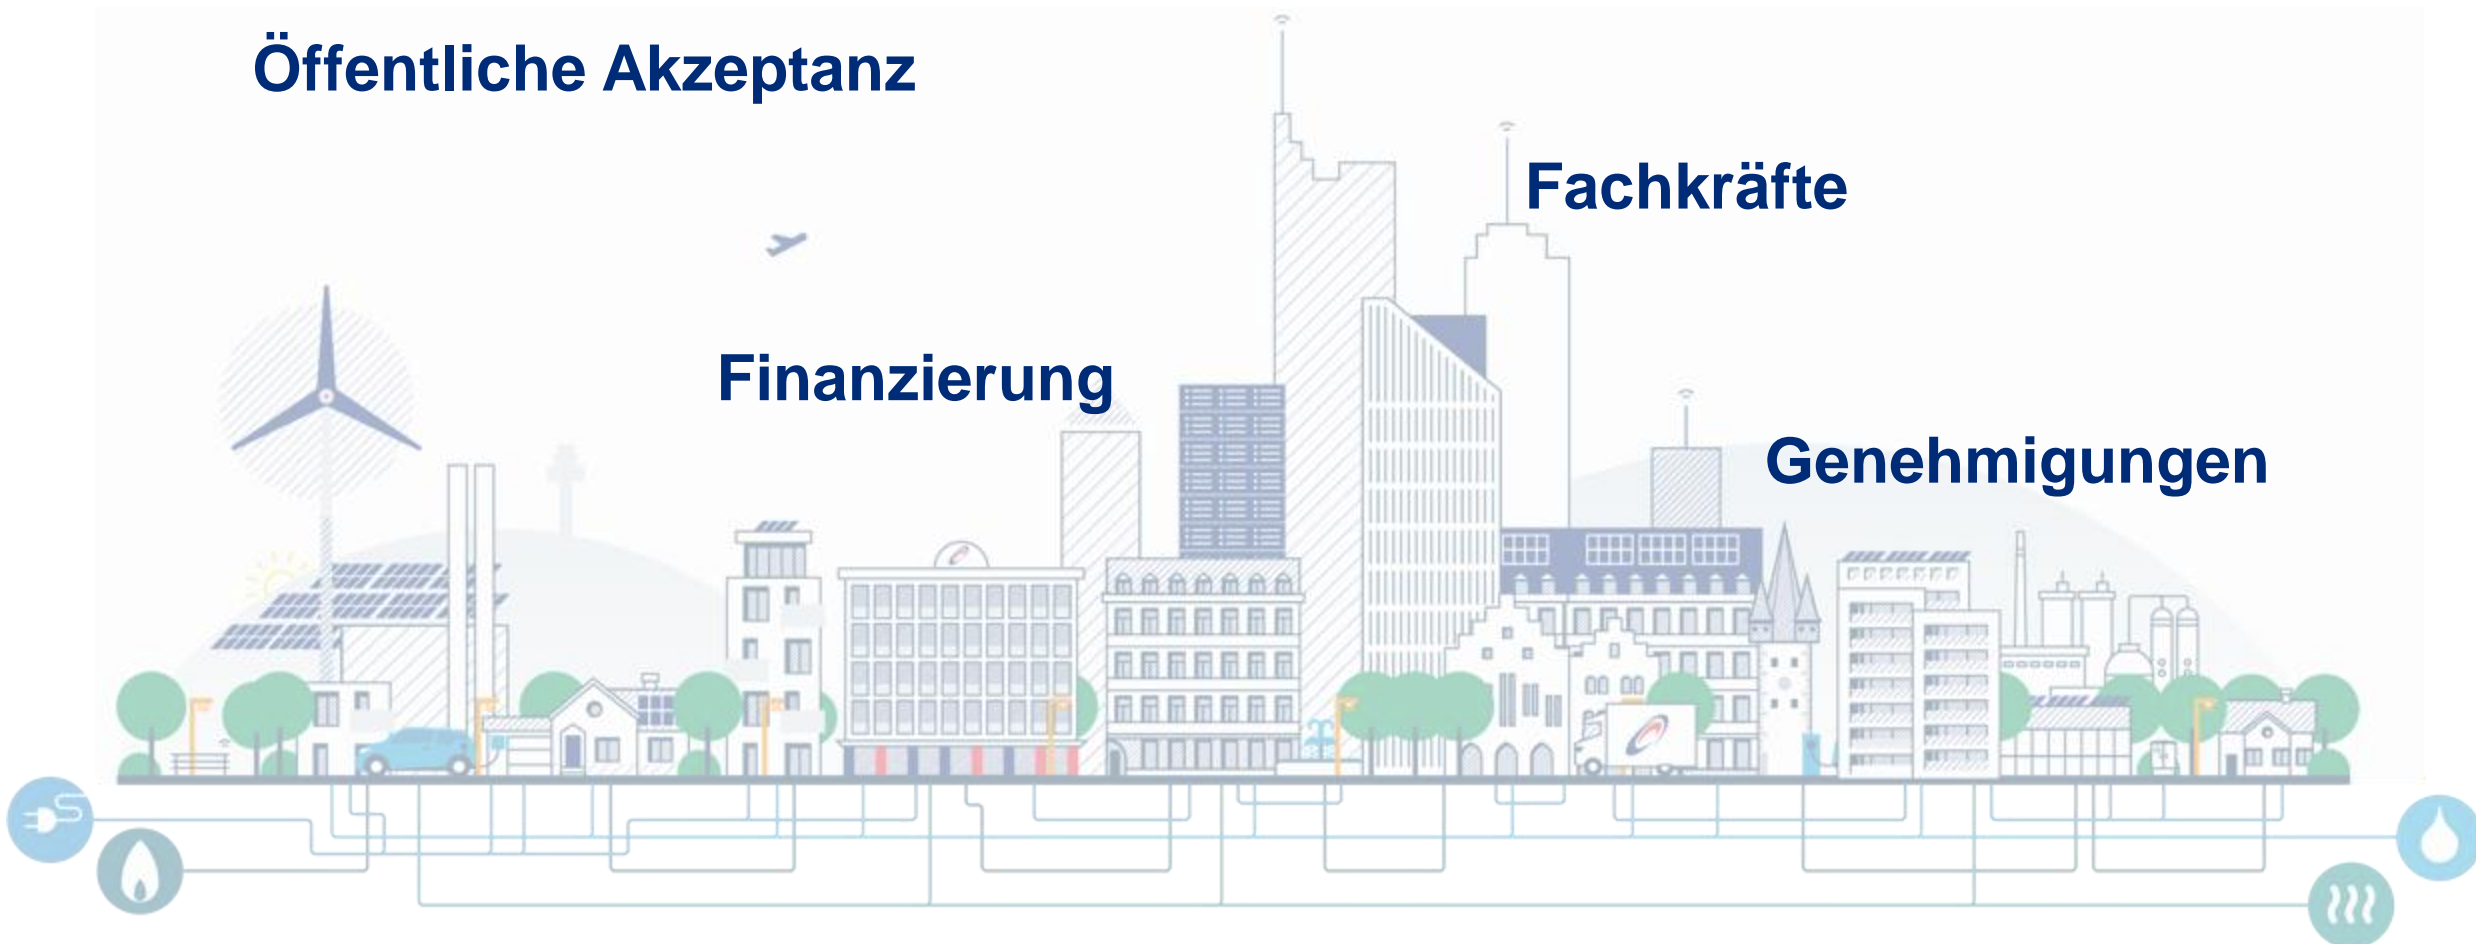 Öffentliche Akzeptanz
Fachkräfte
Finanzierung
Genehmigungen